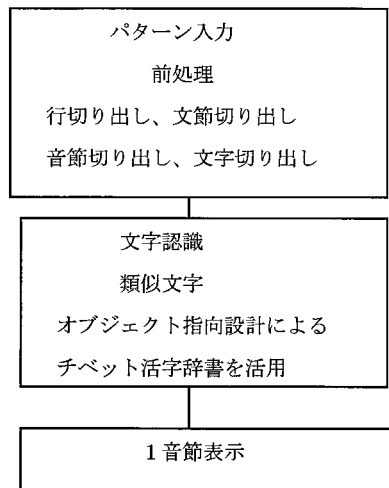 パターン入力
前処理
行切り出し、文節切り出し
音節切り出し、文字切り出し
文字認識
類似文字
オブジェクト指向設計による
チベット活字辞書を活用
1音節表示